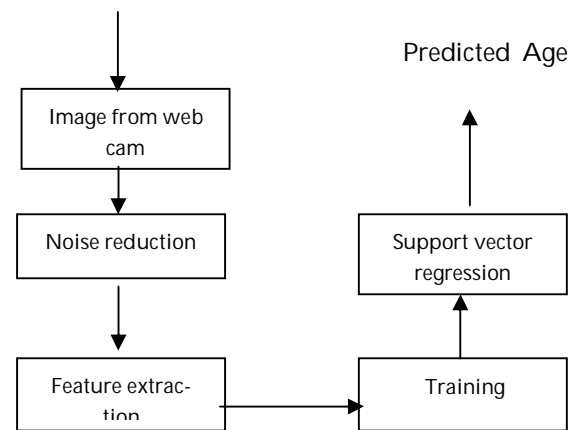 Predicted Age
Image from web
cam
Noise reduction
Support vector
regression
Feature extrac-
tion
Training